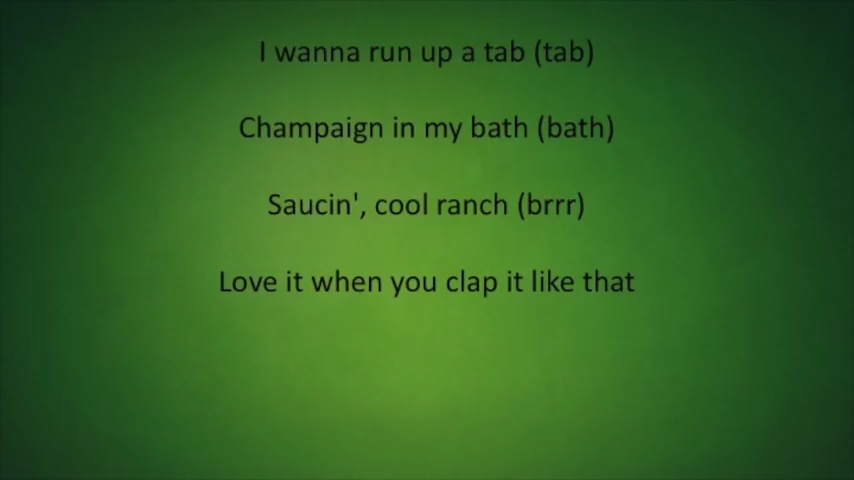 I wanna run up a tab (tab)
Champaign in my bath (bath)
Saucin', cool ranch (brrr)
Love it when you clap it like that